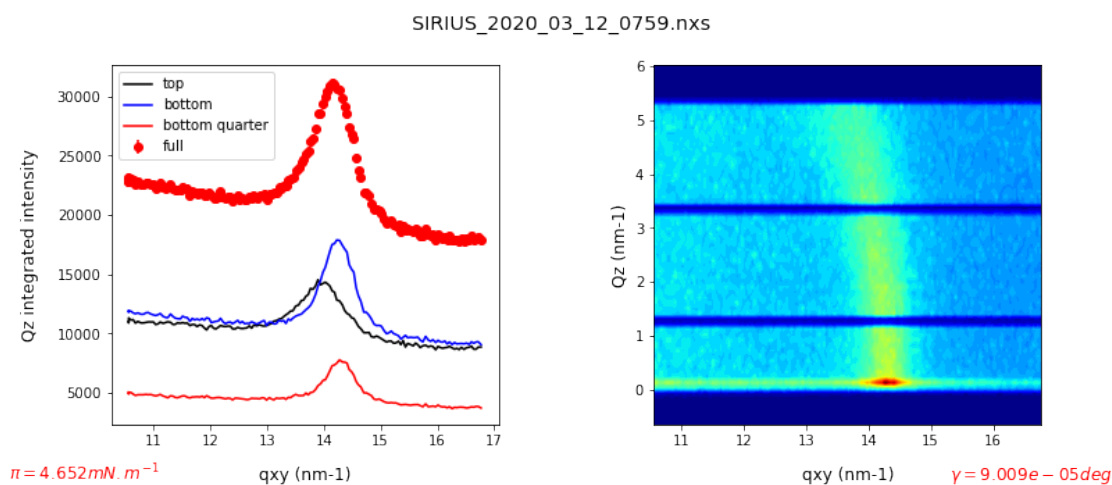 SIRIUS_2020_03_12_0759.nxs
Qz integrated intensity
30000
25000
20000
15000
10000
5000
top
bottom
bottom quarter
full
11 12 13 14 15 16 17
qxy (nm-1)
π = 4.652mN.m⁻¹
Qz (nm-1)
6
5
4
3
2
1
0
11 12 13 14 15 16
qxy (nm-1)
γ = 9.009e − 05deg